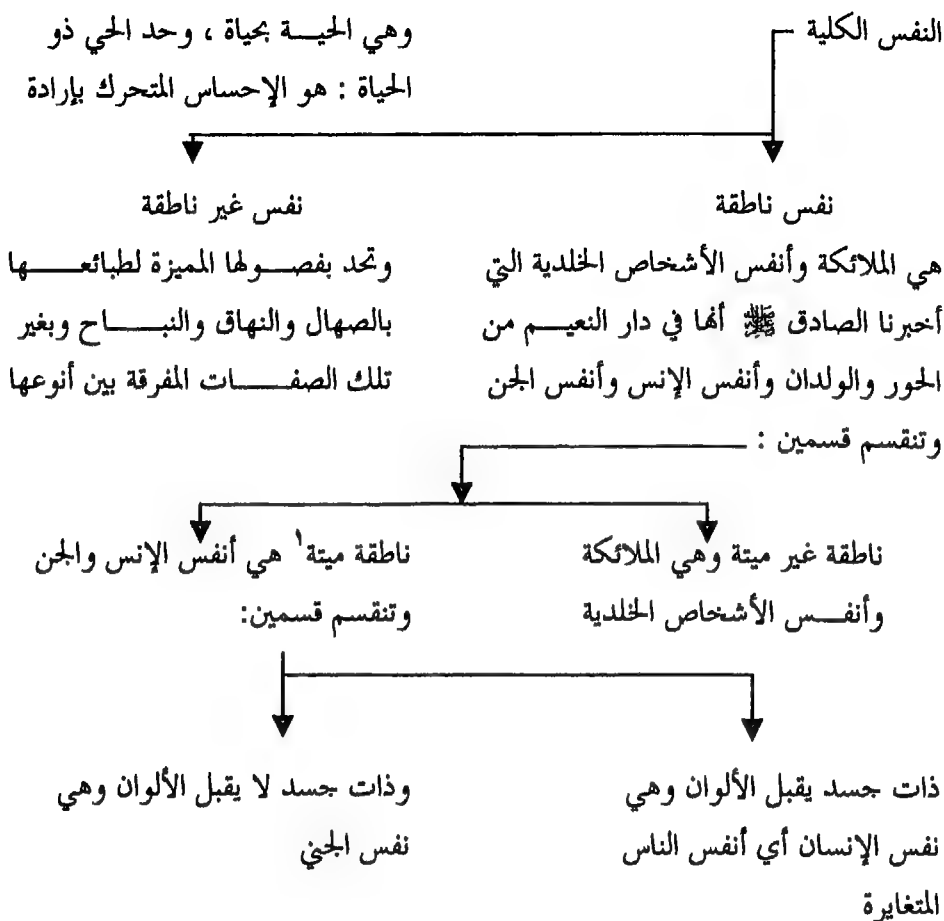 النفس الكلية
وهي الحية بحياة ، وحد الحي ذو
الحياة : هو الإحساس المتحرك بإرادة
نفس ناطقة
هي الملائكة وأنفس الأشخاص الخلدية التي
أخبرنا الصادق ﷺ أنها في دار النعيم من
الحور والولدان وأنفس الإنس وأنفس الجن
وتنقسم قسمين :
نفس غير ناطقة
وتحد بفصولها المميزة لطبائعها
بالصهال والنهاق والنباح وبغير
تلك الصفات المفرقة بين أنوعها
ناطقة غير ميتة وهي الملائكة
وأنفس الأشخاص الخلدية
ناطقة ميتة١ هي أنفس الإنس والجن
وتنقسم قسمين:
ذات جسد يقبل الألوان وهي
نفس الإنسان أي أنفس الناس
المتغايرة
وذات جسد لا يقبل الألوان وهي
نفس الجني